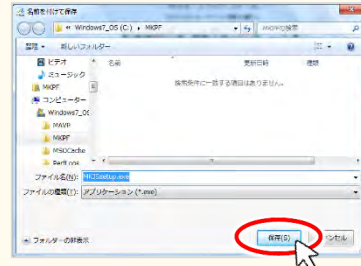 名前を付けて保存
« Windows7_OS (C:) ▸ MKPF
MKPFの検索
整理 ▾ 新しいフォルダー
ビデオ
ミュージック
MKPF
コンピューター
Windows7_OS
MAVP
MKPF
MSOCache
PerfLogs
名前 更新日時 種類
検索条件に一致する項目はありません。
ファイル名(N):
ファイルの種類(T): アプリケーション (*.exe)
フォルダーの非表示
保存(S)